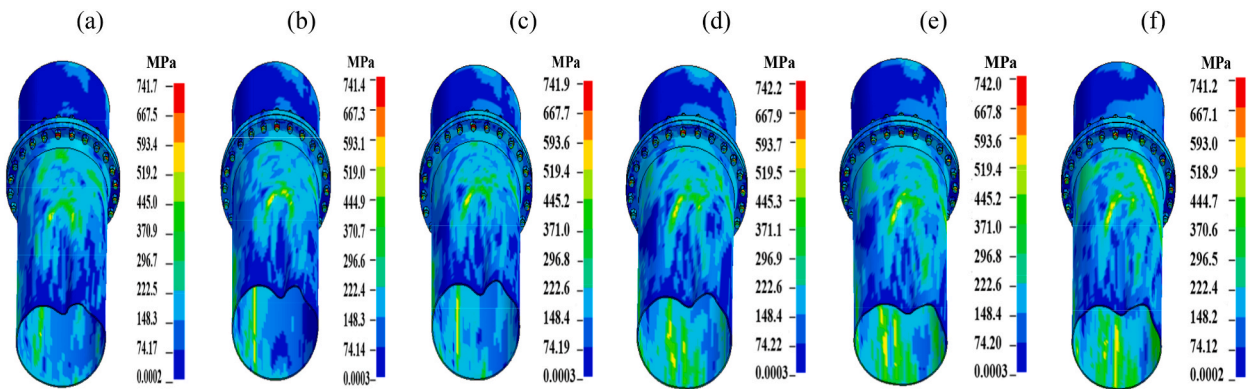 (a) (b) (c) (d) (e) (f)
MPa MPa MPa MPa MPa MPa
741.7 741.4 741.9 742.2 742.0 741.2
667.5 667.3 667.7 667.9 667.8 667.1
593.4 593.1 593.6 593.7 593.6 593.0
519.2 519.0 519.4 519.5 519.4 518.9
445.0 444.9 445.2 445.3 445.2 444.7
370.9 370.7 371.0 371.1 371.0 370.6
296.7 296.6 296.8 296.9 296.8 296.5
222.5 222.4 222.6 222.6 222.6 222.4
148.3 148.3 148.4 148.4 148.4 148.2
74.17 74.14 74.19 74.22 74.20 74.12
0.0002 0.0003 0.0003 0.0003 0.0003 0.0002